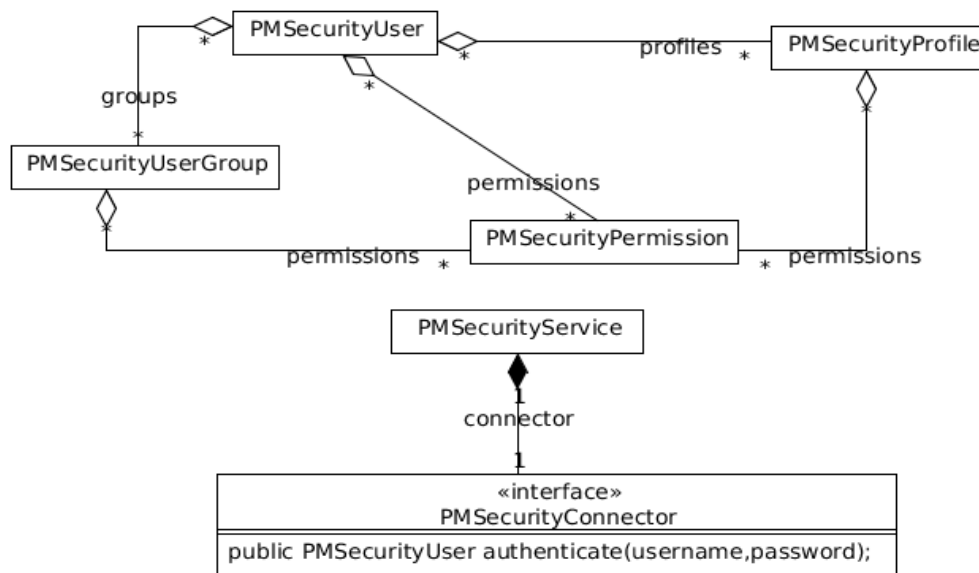 PMSecurityUser
PMSecurityProfile
*
*
profiles
*
*
*
groups
*
PMSecurityUserGroup
permissions
*
PMSecurityPermission
*
permissions
*
*
permissions
PMSecurityService
1
connector
1
«interface»
PMSecurityConnector
public PMSecurityUser authenticate(username,password);